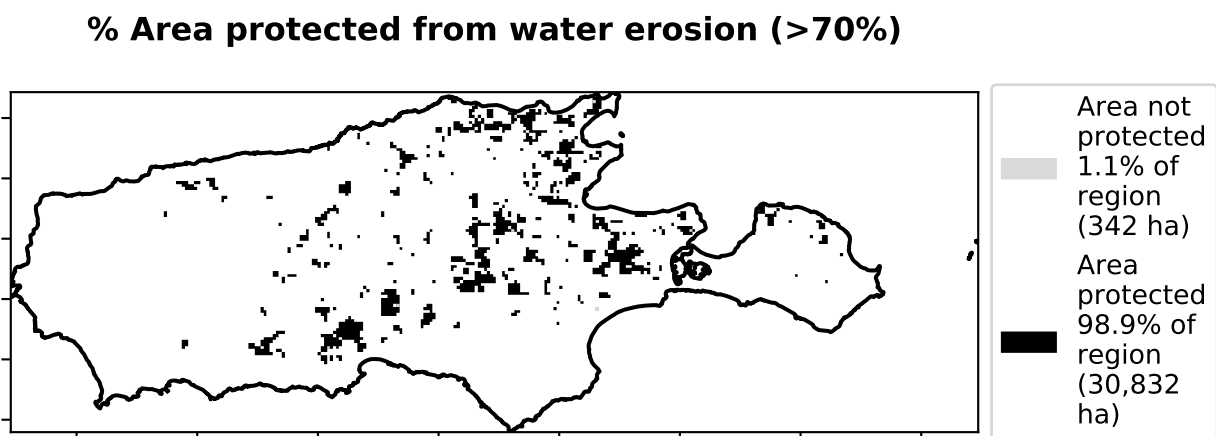 % Area protected from water erosion (>70%)
Area not
protected
1.1% of
region
(342 ha)
Area
protected
98.9% of
region
(30,832
ha)